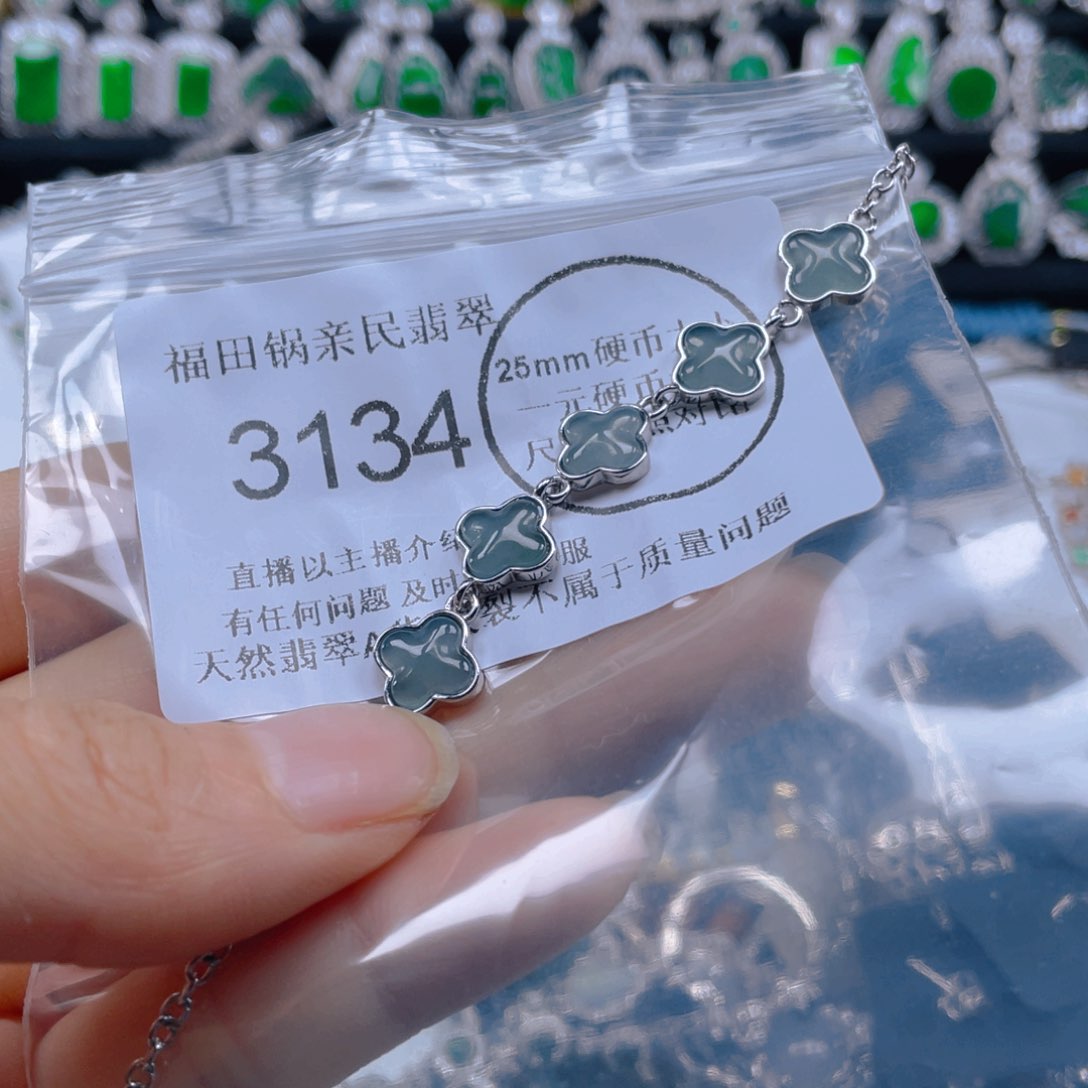 福田锅亲民翡翠
3134
25mm硬币
一元硬币
尺
直播以主播介
服
有任何问题 及时
天然翡翠A
裂不属于质量问题